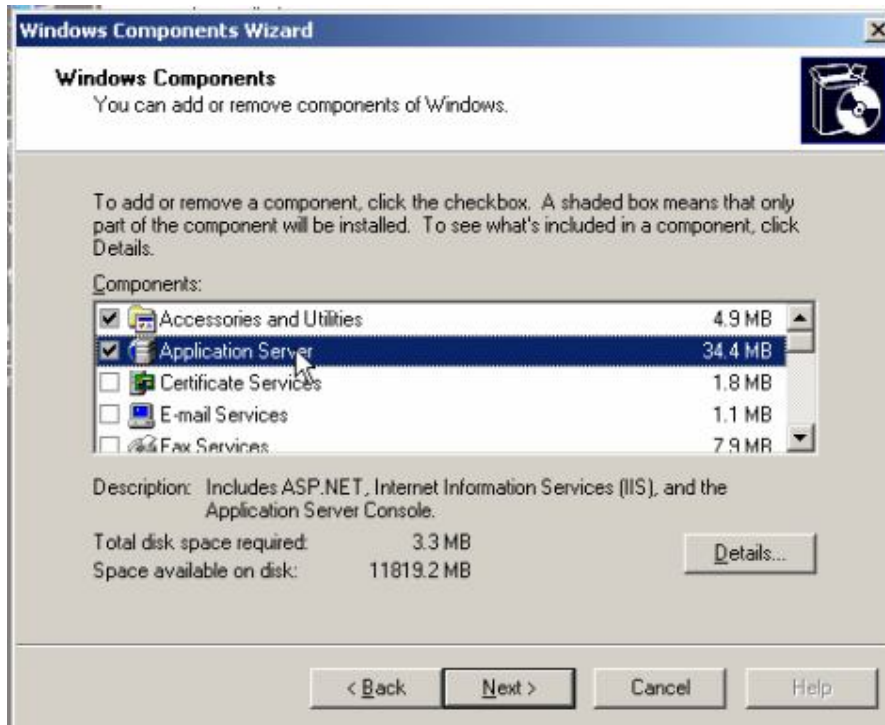 Windows Components Wizard
Windows Components
You can add or remove components of Windows.
To add or remove a component, click the checkbox. A shaded box means that only
part of the component will be installed. To see what's included in a component, click
Details.
Components:
Accessories and Utilities 4.9 MB
Application Server 34.4 MB
Certificate Services 1.8 MB
E-mail Services 1.1 MB
Fax Services 7.9 MB
Description: Includes ASP.NET, Internet Information Services (IIS), and the
Application Server Console.
Total disk space required: 3.3 MB
Space available on disk: 11819.2 MB
Details...
< Back Next > Cancel Help